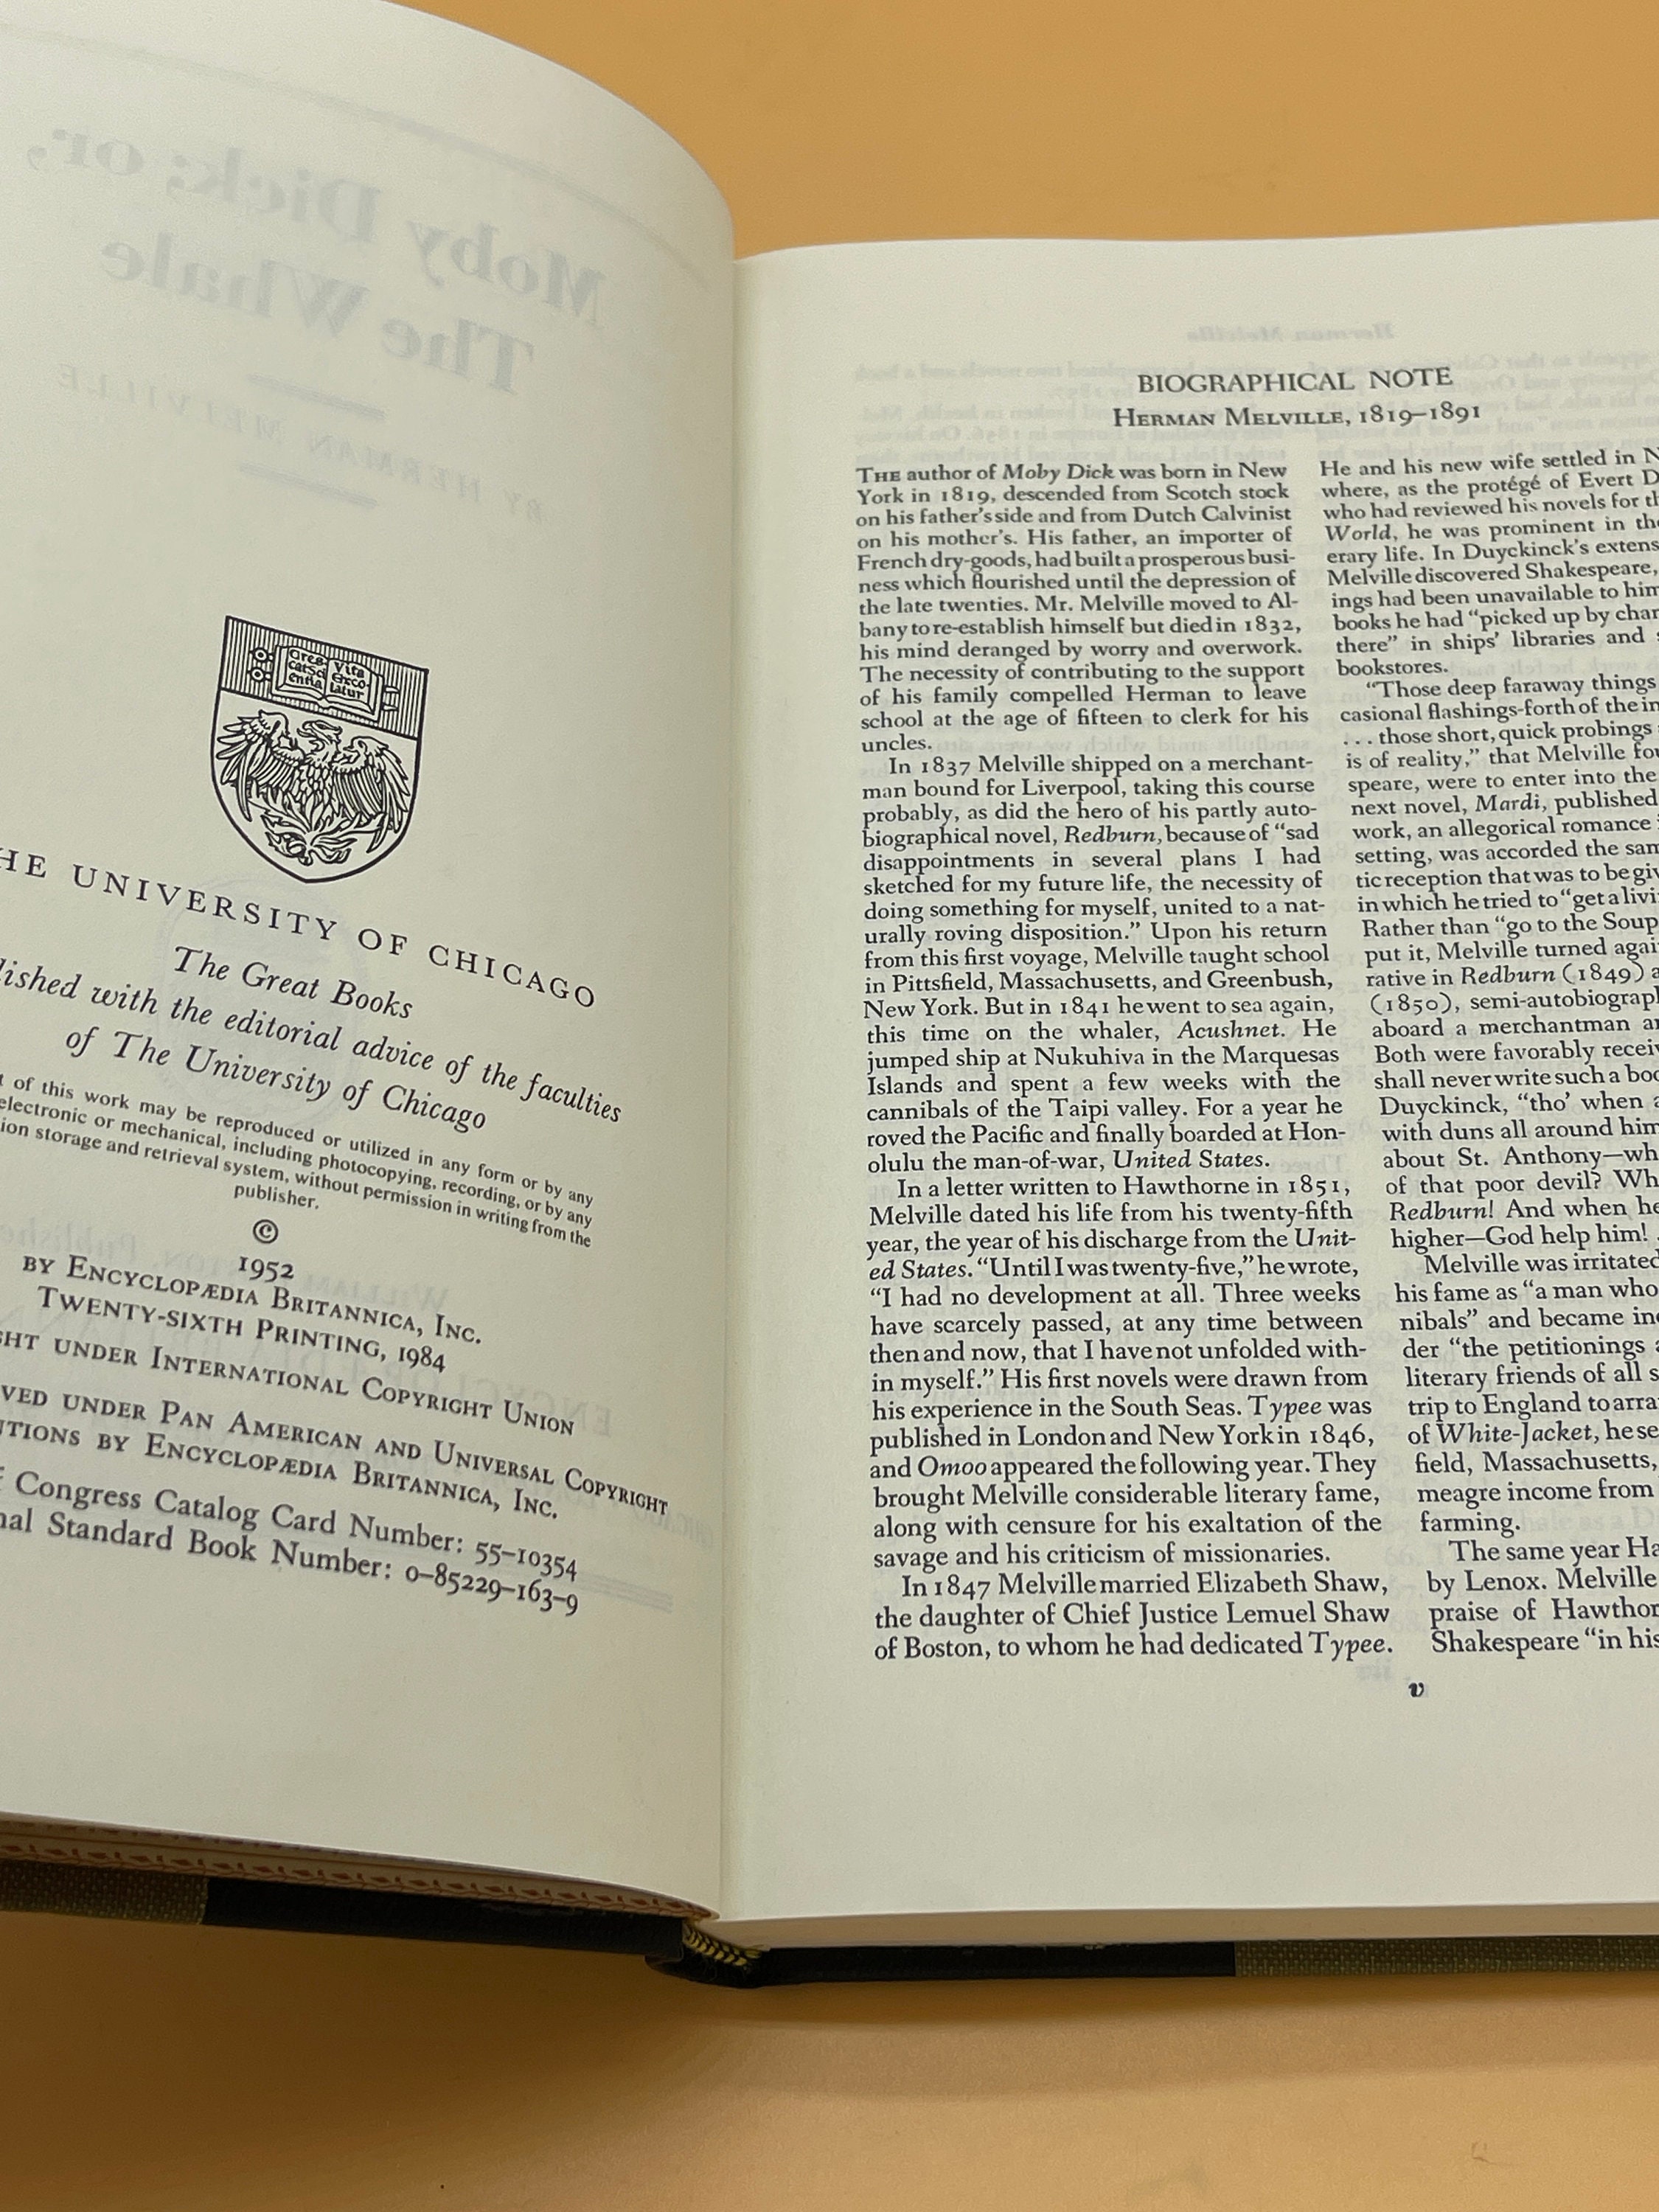 Moby Dick; or,
The Whale
BY HERMAN MELVILLE
Cres
cat Sci
entia
Vita
Exco
latur
THE UNIVERSITY OF CHICAGO
The Great Books
lished with the editorial advice of the faculties
of The University of Chicago
t of this work may be reproduced or utilized in any form or by any
electronic or mechanical, including photocopying, recording, or by any
ion storage and retrieval system, without permission in writing from the
publisher.
©
1952
BY ENCYCLOPÆDIA BRITANNICA, INC.
TWENTY-SIXTH PRINTING, 1984
GHT UNDER INTERNATIONAL COPYRIGHT UNION
VED UNDER PAN AMERICAN AND UNIVERSAL COPYRIGHT
TIONS BY ENCYCLOPÆDIA BRITANNICA, INC.
Congress Catalog Card Number: 55–10354
nal Standard Book Number: 0–85229–163–9
BIOGRAPHICAL NOTE
HERMAN MELVILLE, 1819–1891
THE author of Moby Dick was born in New
York in 1819, descended from Scotch stock
on his father's side and from Dutch Calvinist
on his mother's. His father, an importer of
French dry-goods, had built a prosperous busi-
ness which flourished until the depression of
the late twenties. Mr. Melville moved to Al-
bany to re-establish himself but died in 1832,
his mind deranged by worry and overwork.
The necessity of contributing to the support
of his family compelled Herman to leave
school at the age of fifteen to clerk for his
uncles.
In 1837 Melville shipped on a merchant-
man bound for Liverpool, taking this course
probably, as did the hero of his partly auto-
biographical novel, Redburn, because of "sad
disappointments in several plans I had
sketched for my future life, the necessity of
doing something for myself, united to a nat-
urally roving disposition." Upon his return
from this first voyage, Melville taught school
in Pittsfield, Massachusetts, and Greenbush,
New York. But in 1841 he went to sea again,
this time on the whaler, Acushnet. He
jumped ship at Nukuhiva in the Marquesas
Islands and spent a few weeks with the
cannibals of the Taipi valley. For a year he
roved the Pacific and finally boarded at Hon-
olulu the man-of-war, United States.
In a letter written to Hawthorne in 1851,
Melville dated his life from his twenty-fifth
year, the year of his discharge from the Unit-
ed States. "Until I was twenty-five," he wrote,
"I had no development at all. Three weeks
have scarcely passed, at any time between
then and now, that I have not unfolded with-
in myself." His first novels were drawn from
his experience in the South Seas. Typee was
published in London and New York in 1846,
and Omoo appeared the following year. They
brought Melville considerable literary fame,
along with censure for his exaltation of the
savage and his criticism of missionaries.
In 1847 Melville married Elizabeth Shaw,
the daughter of Chief Justice Lemuel Shaw
of Boston, to whom he had dedicated Typee.
He and his new wife settled in N
where, as the protégé of Evert D
who had reviewed his novels for th
World, he was prominent in the
erary life. In Duyckinck's extens
Melville discovered Shakespeare,
ings had been unavailable to him
books he had "picked up by char
there" in ships' libraries and
bookstores.
"Those deep faraway things
casional flashings-forth of the in
... those short, quick probings
is of reality," that Melville fou
speare, were to enter into the
next novel, Mardi, published
work, an allegorical romance
setting, was accorded the sam
tic reception that was to be giv
in which he tried to "get a livi
Rather than "go to the Soup
put it, Melville turned agai
rative in Redburn (1849) a
(1850), semi-autobiograp
aboard a merchantman an
Both were favorably receiv
shall never write such a boo
Duyckinck, "tho' when a
with duns all around him
about St. Anthony—wh
of that poor devil? Wh
Redburn! And when he
higher—God help him!
Melville was irritated
his fame as "a man who
nibals" and became inc
der "the petitionings a
literary friends of all s
trip to England to arra
of White-Jacket, he se
field, Massachusetts,
meagre income from
farming.
The same year Ha
by Lenox. Melville
praise of Hawthor
Shakespeare "in his
v